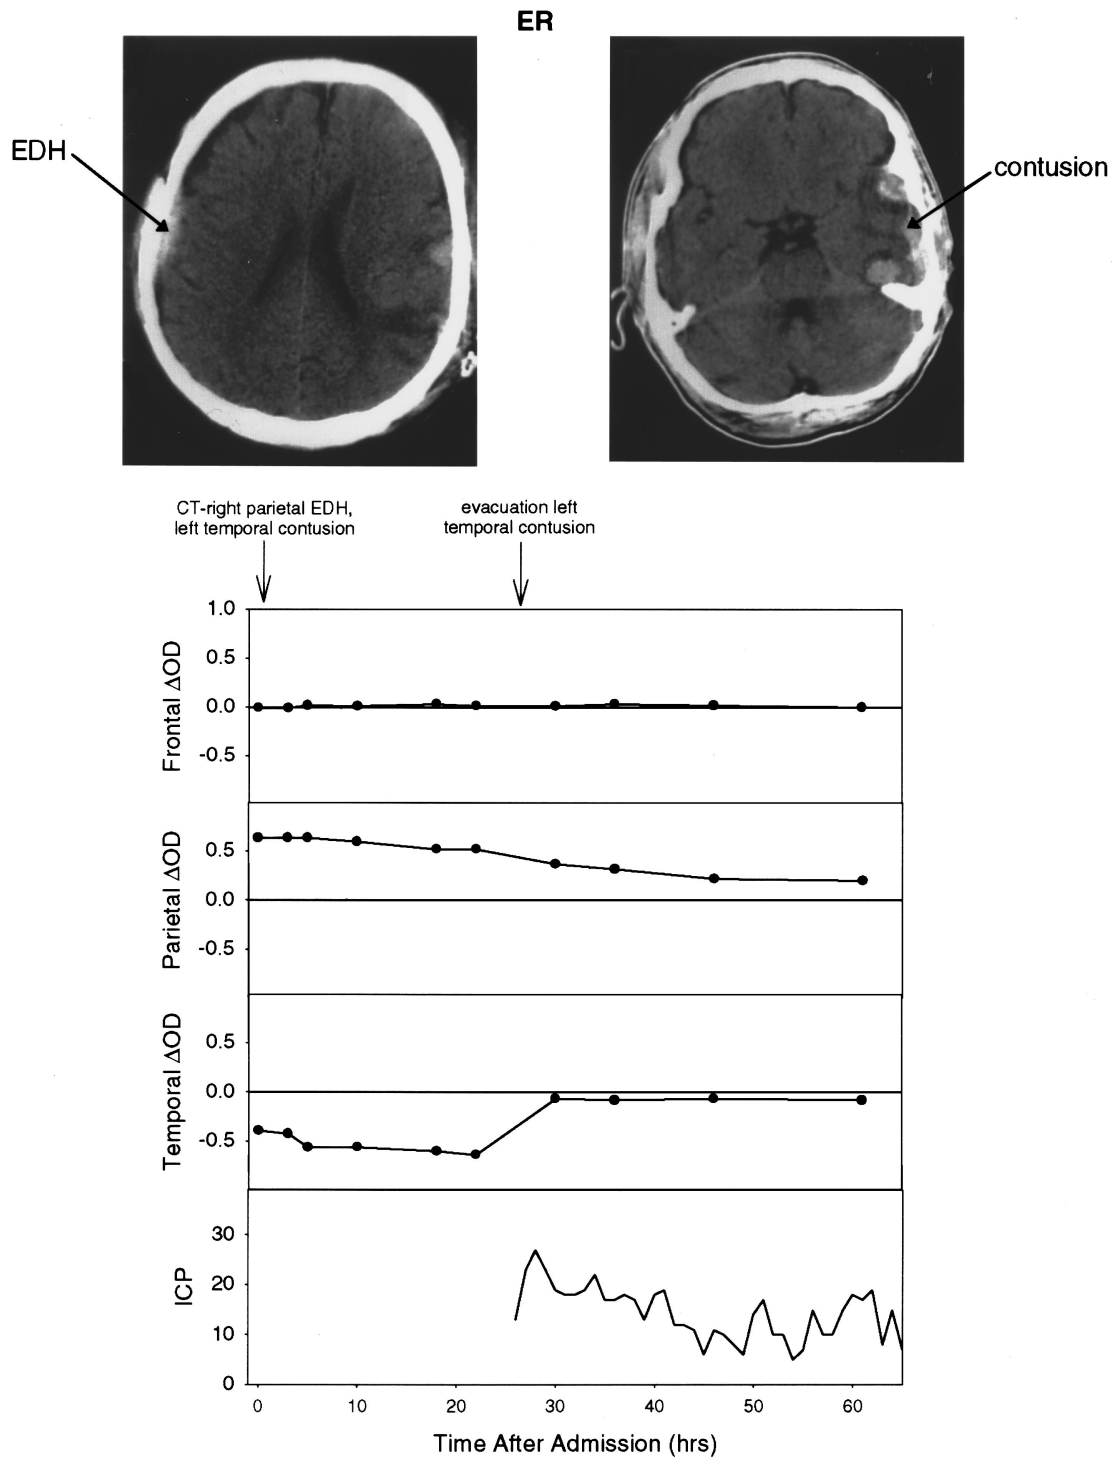 ER
EDH
contusion
CT-right parietal EDH,
left temporal contusion
evacuation left
temporal contusion
Frontal ΔOD
1.0
0.5
0.0
-0.5
Parietal ΔOD
0.5
0.0
-0.5
Temporal ΔOD
0.5
0.0
-0.5
ICP
30
20
10
0
0 10 20 30 40 50 60
Time After Admission (hrs)